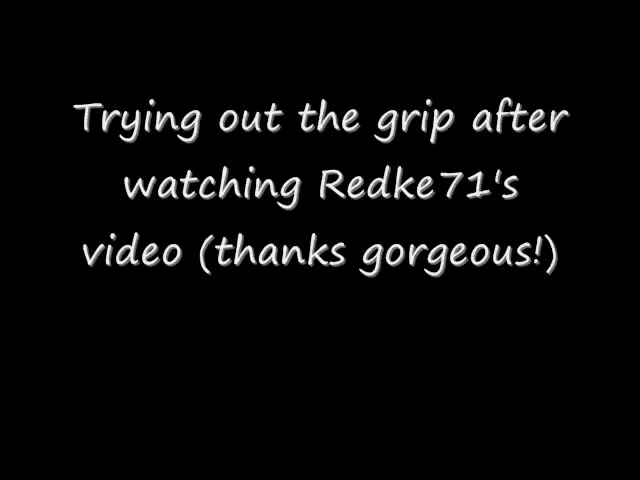 Trying out the grip after
watching Redke71's
video (thanks gorgeous!)